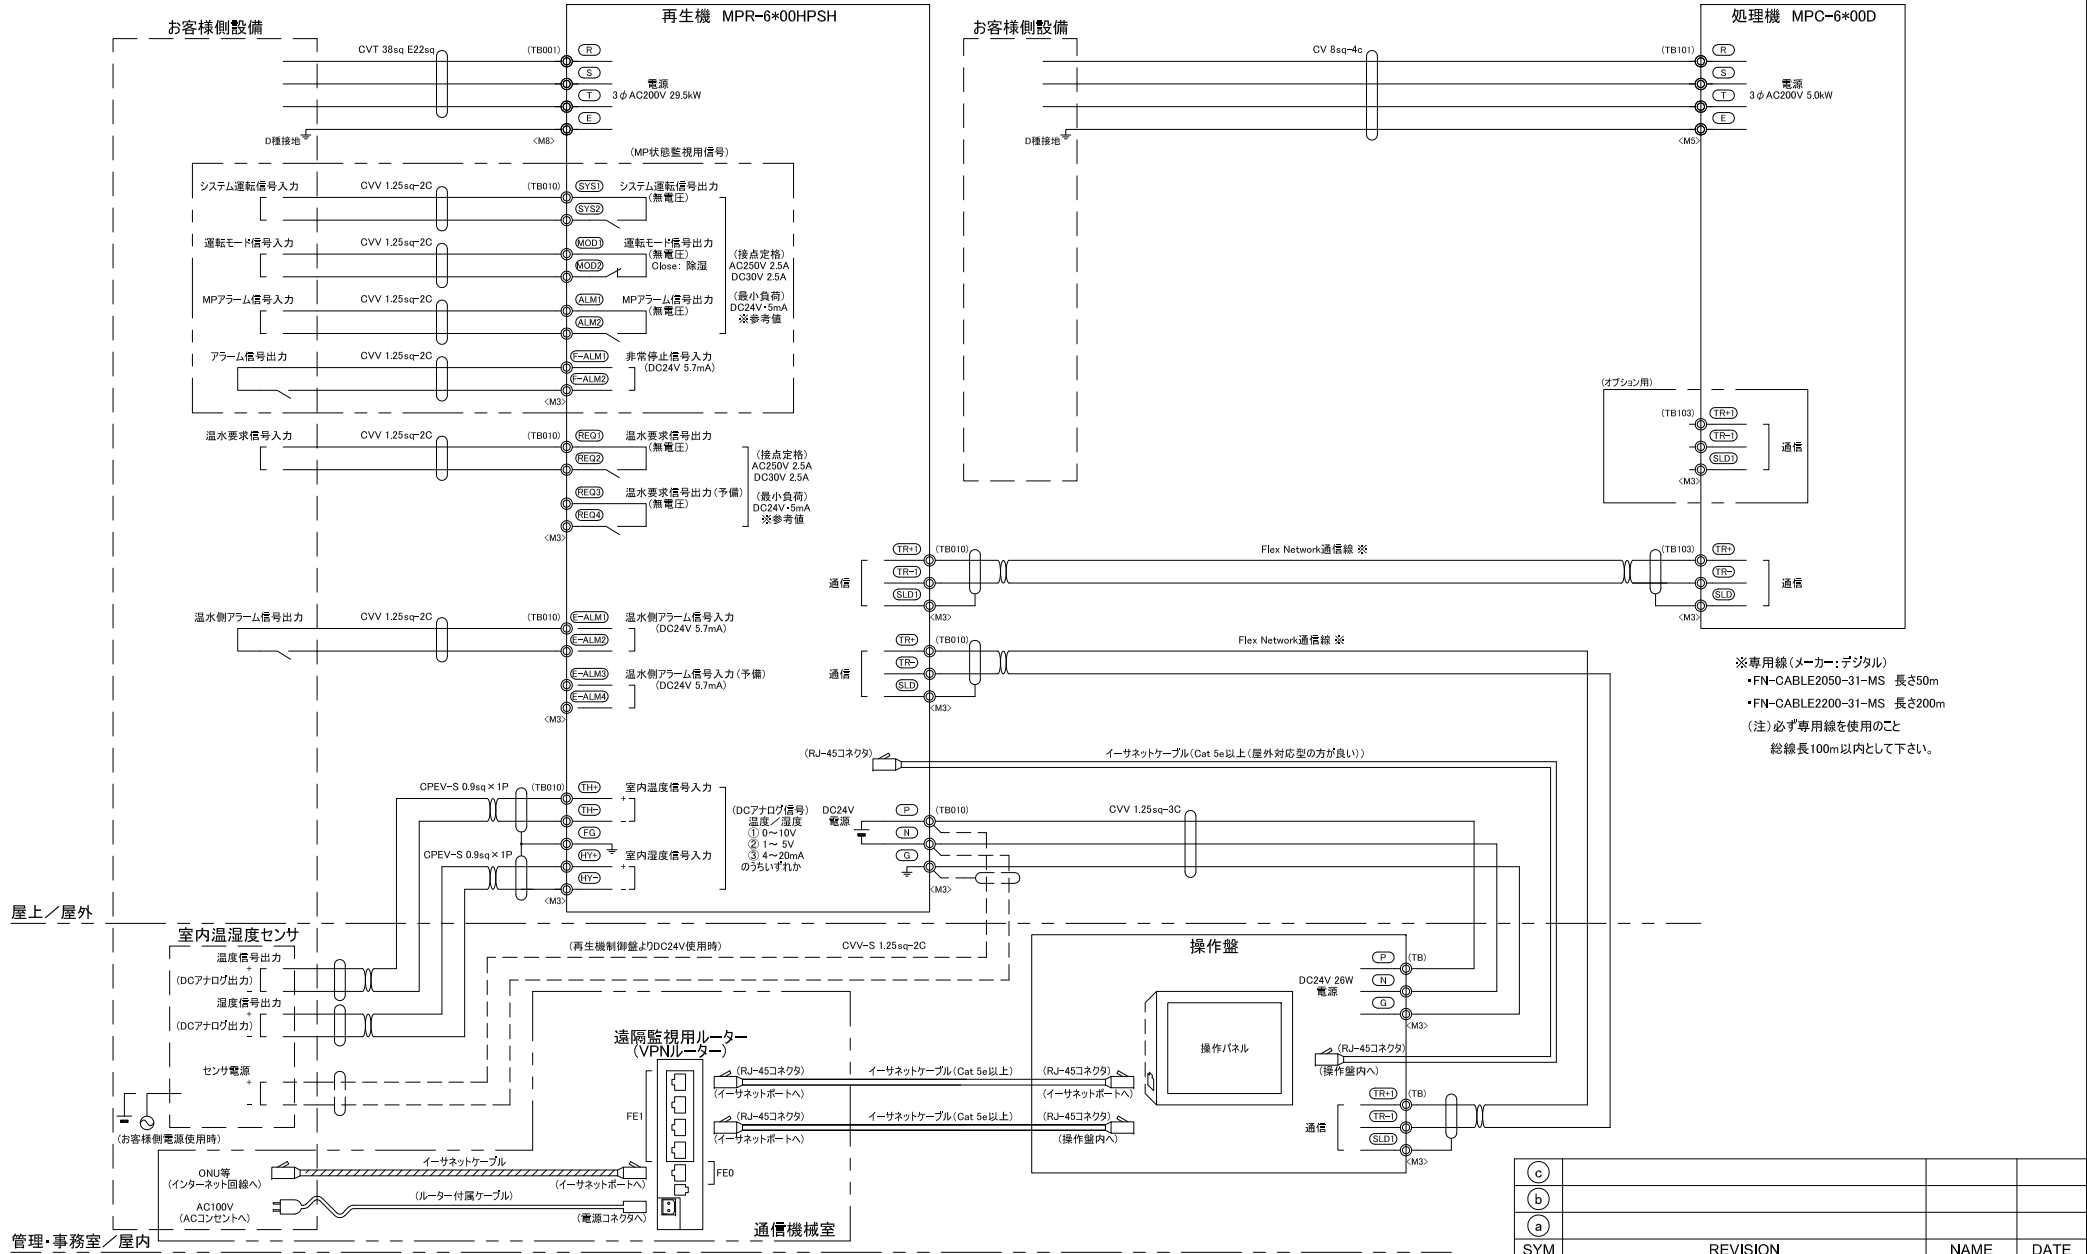 再生機 MPR-6*00HPSH
お客様側設備
CVT 38sq E22sq
(TB001)
R
S
T
E
電源
3φAC200V 29.5kW
D種接地
<M8>
(MP状態監視用信号)
システム運転信号入力
CVV 1.25sq-2C
(TB010)
SYS1
SYS2
システム運転信号出力
(無電圧)
運転モード信号入力
CVV 1.25sq-2C
MOD1
MOD2
運転モード信号出力
(無電圧)
Close: 除湿
(接点定格)
AC250V 2.5A
DC30V 2.5A
(最小負荷)
DC24V・5mA
※参考値
MPアラーム信号入力
CVV 1.25sq-2C
ALM1
ALM2
MPアラーム信号出力
(無電圧)
アラーム信号出力
CVV 1.25sq-2C
F-ALM1
F-ALM2
非常停止信号入力
(DC24V 5.7mA)
<M3>
温水要求信号入力
CVV 1.25sq-2C
(TB010)
REQ1
REQ2
温水要求信号出力
(無電圧)
REQ3
REQ4
温水要求信号出力(予備)
(無電圧)
(接点定格)
AC250V 2.5A
DC30V 2.5A
(最小負荷)
DC24V・5mA
※参考値
<M3>
温水側アラーム信号出力
CVV 1.25sq-2C
(TB010)
E-ALM1
E-ALM2
温水側アラーム信号入力
(DC24V 5.7mA)
E-ALM3
E-ALM4
温水側アラーム信号入力(予備)
(DC24V 5.7mA)
<M3>
CPEV-S 0.9sq×1P
(TB010)
TH+
TH-
FG
HY+
HY-
室内温度信号入力
+
-
CPEV-S 0.9sq×1P
室内湿度信号入力
+
-
<M3>
(DCアナログ信号)
温度/湿度
① 0~10V
② 1~ 5V
③ 4~20mA
のうちいずれか
お客様側設備
処理機 MPC-6*00D
CV 8sq-4c
(TB101)
R
S
T
E
電源
3φAC200V 5.0kW
D種接地
<M5>
(オプション用)
(TB103)
TR+1
TR-1
SLD1
通信
<M3>
通信
TR+1
TR-1
SLD1
(TB010)
<M3>
Flex Network通信線 ※
(TB103)
TR+
TR-
SLD
通信
<M3>
通信
TR+
TR-
SLD
(TB010)
<M3>
Flex Network通信線 ※
※専用線(メーカー:デジタル)
・FN-CABLE2050-31-MS 長さ50m
・FN-CABLE2200-31-MS 長さ200m
(注)必ず専用線を使用のこと
総線長100m以内として下さい。
(RJ-45コネクタ)
イーサネットケーブル(Cat 5e以上(屋外対応型の方が良い))
DC24V
電源
P
N
G
(TB010)
<M3>
CVV 1.25sq-3C
屋上/屋外
室内温湿度センサ
温度信号出力
+
(DCアナログ出力)
-
湿度信号出力
+
(DCアナログ出力)
-
センサ電源
+
-
(お客様側電源使用時)
(再生機制御盤よりDC24V使用時)
CVV-S 1.25sq-2C
操作盤
DC24V 26W
電源
P
N
G
(TB)
<M3>
操作パネル
(RJ-45コネクタ)
(操作盤内へ)
通信
TR+1
TR-1
SLD1
(TB)
<M3>
遠隔監視用ルーター
(VPNルーター)
FE1
FE0
(RJ-45コネクタ)
(イーサネットポートへ)
イーサネットケーブル(Cat 5e以上)
(RJ-45コネクタ)
(イーサネットポートへ)
(RJ-45コネクタ)
(イーサネットポートへ)
イーサネットケーブル(Cat 5e以上)
(RJ-45コネクタ)
(操作盤内へ)
ONU等
(インターネット回線へ)
イーサネットケーブル
(イーサネットポートへ)
AC100V
(ACコンセントへ)
(ルーター付属ケーブル)
(電源コネクタへ)
通信機械室
管理・事務室/屋内
c
b
a
SYM
REVISION
NAME
DATE